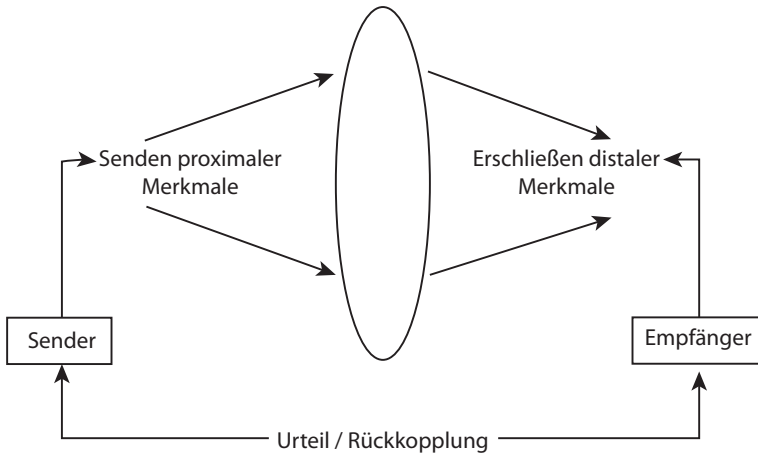 Senden proximaler
Merkmale
Erschließen distaler
Merkmale
Sender
Empfänger
Urteil / Rückkopplung